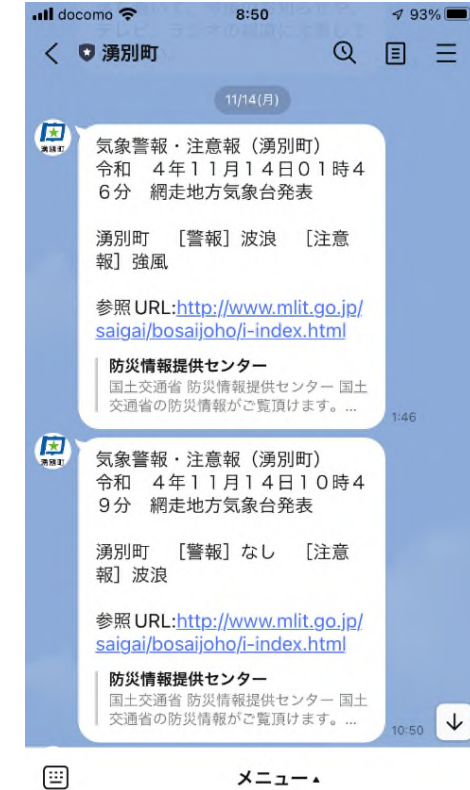 docomo 8:50 93%
湧別町
11/14(月)
気象警報・注意報（湧別町）
令和　４年１１月１４日０１時４
６分　網走地方気象台発表
湧別町　［警報］波浪　［注意
報］強風
参照URL:http://www.mlit.go.jp/
saigai/bosaijoho/i-index.html
防災情報提供センター
国土交通省 防災情報提供センター 国土
交通省の防災情報がご覧頂けます。...
1:46
気象警報・注意報（湧別町）
令和　４年１１月１４日１０時４
９分　網走地方気象台発表
湧別町　［警報］なし　［注意
報］波浪
参照URL:http://www.mlit.go.jp/
saigai/bosaijoho/i-index.html
防災情報提供センター
国土交通省 防災情報提供センター 国土
交通省の防災情報がご覧頂けます。...
10:50
メニュー▴